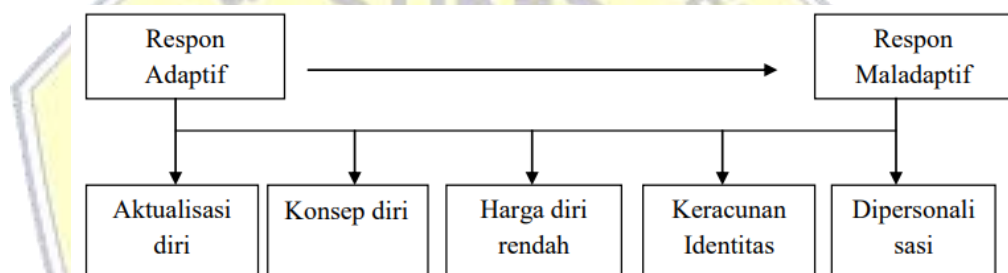 Respon
Adaptif
Respon
Maladaptif
Aktualisasi
diri
Konsep diri
Harga diri
rendah
Keracunan
Identitas
Dipersonali
sasi